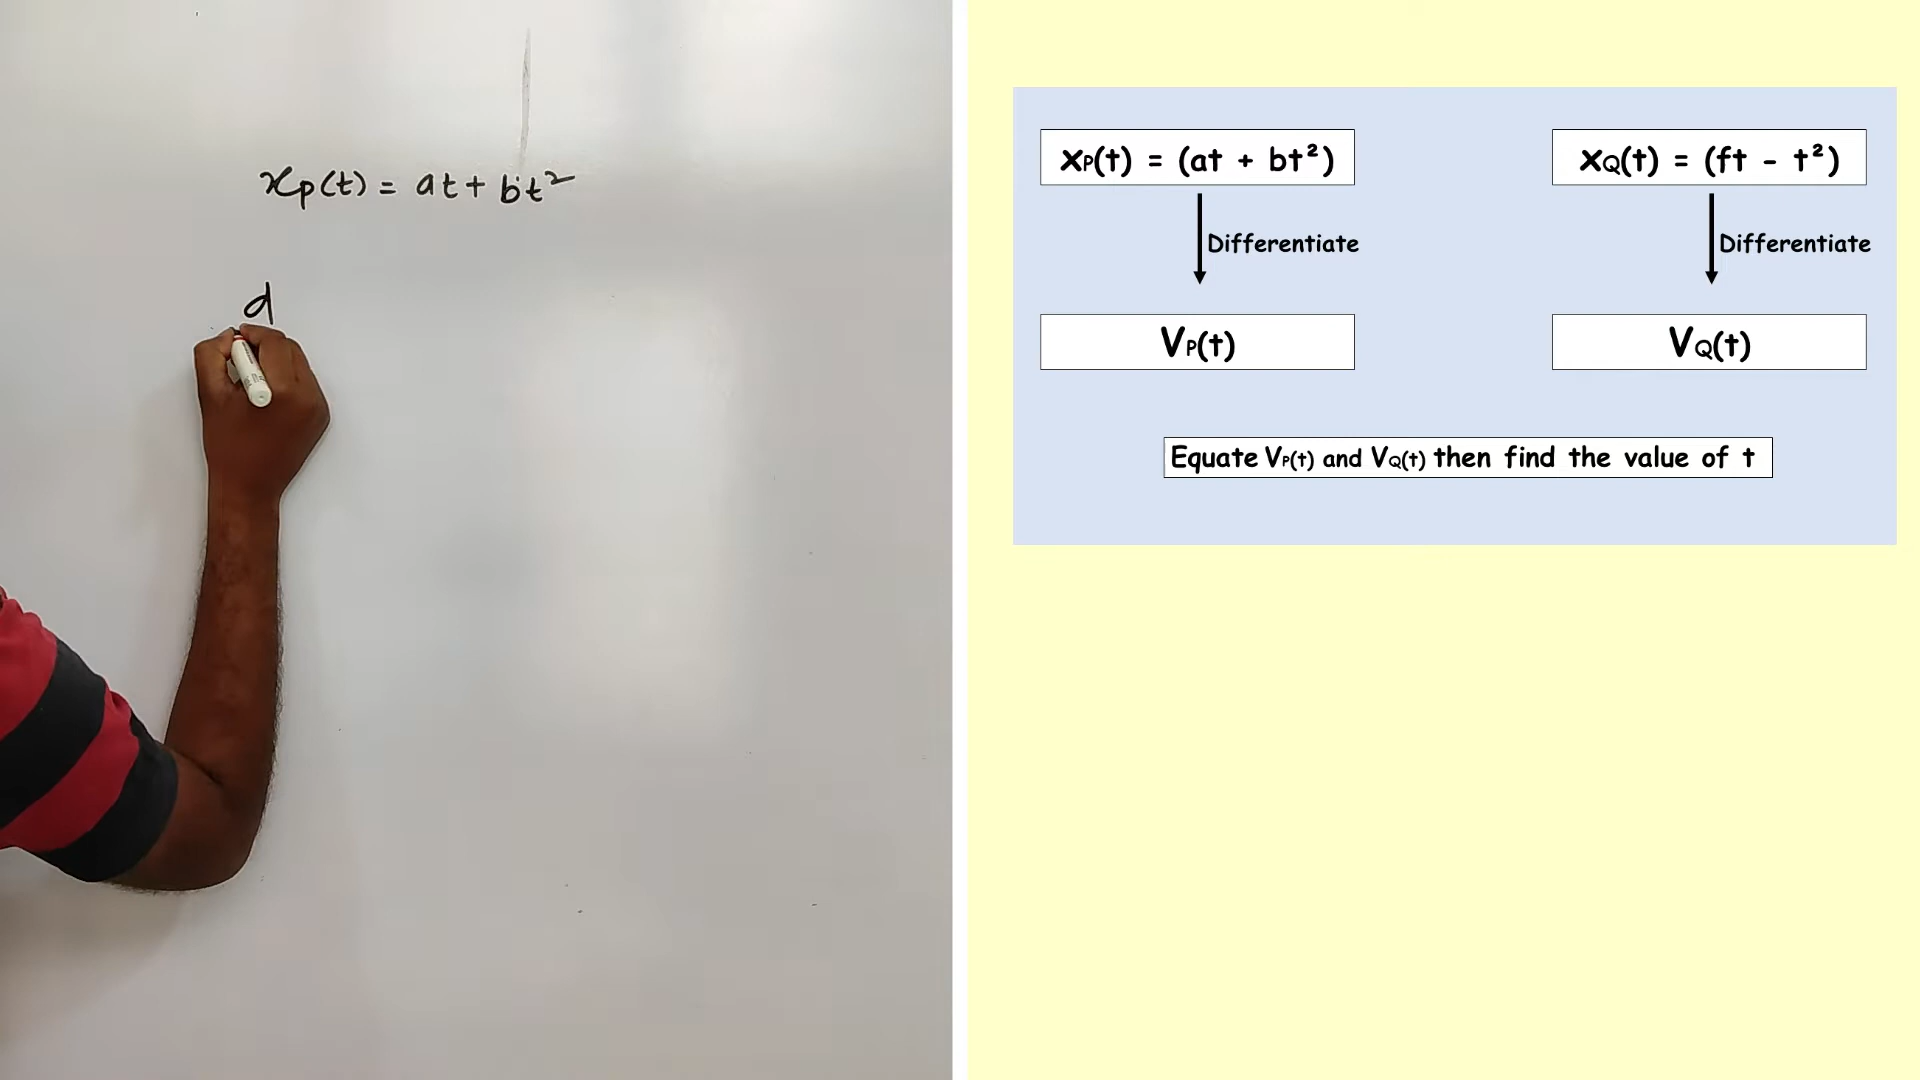 xp(t) = at + bt²
d
xP(t) = (at + bt²)
xQ(t) = (ft - t²)
Differentiate
Differentiate
VP(t)
VQ(t)
Equate VP(t) and VQ(t) then find the value of t